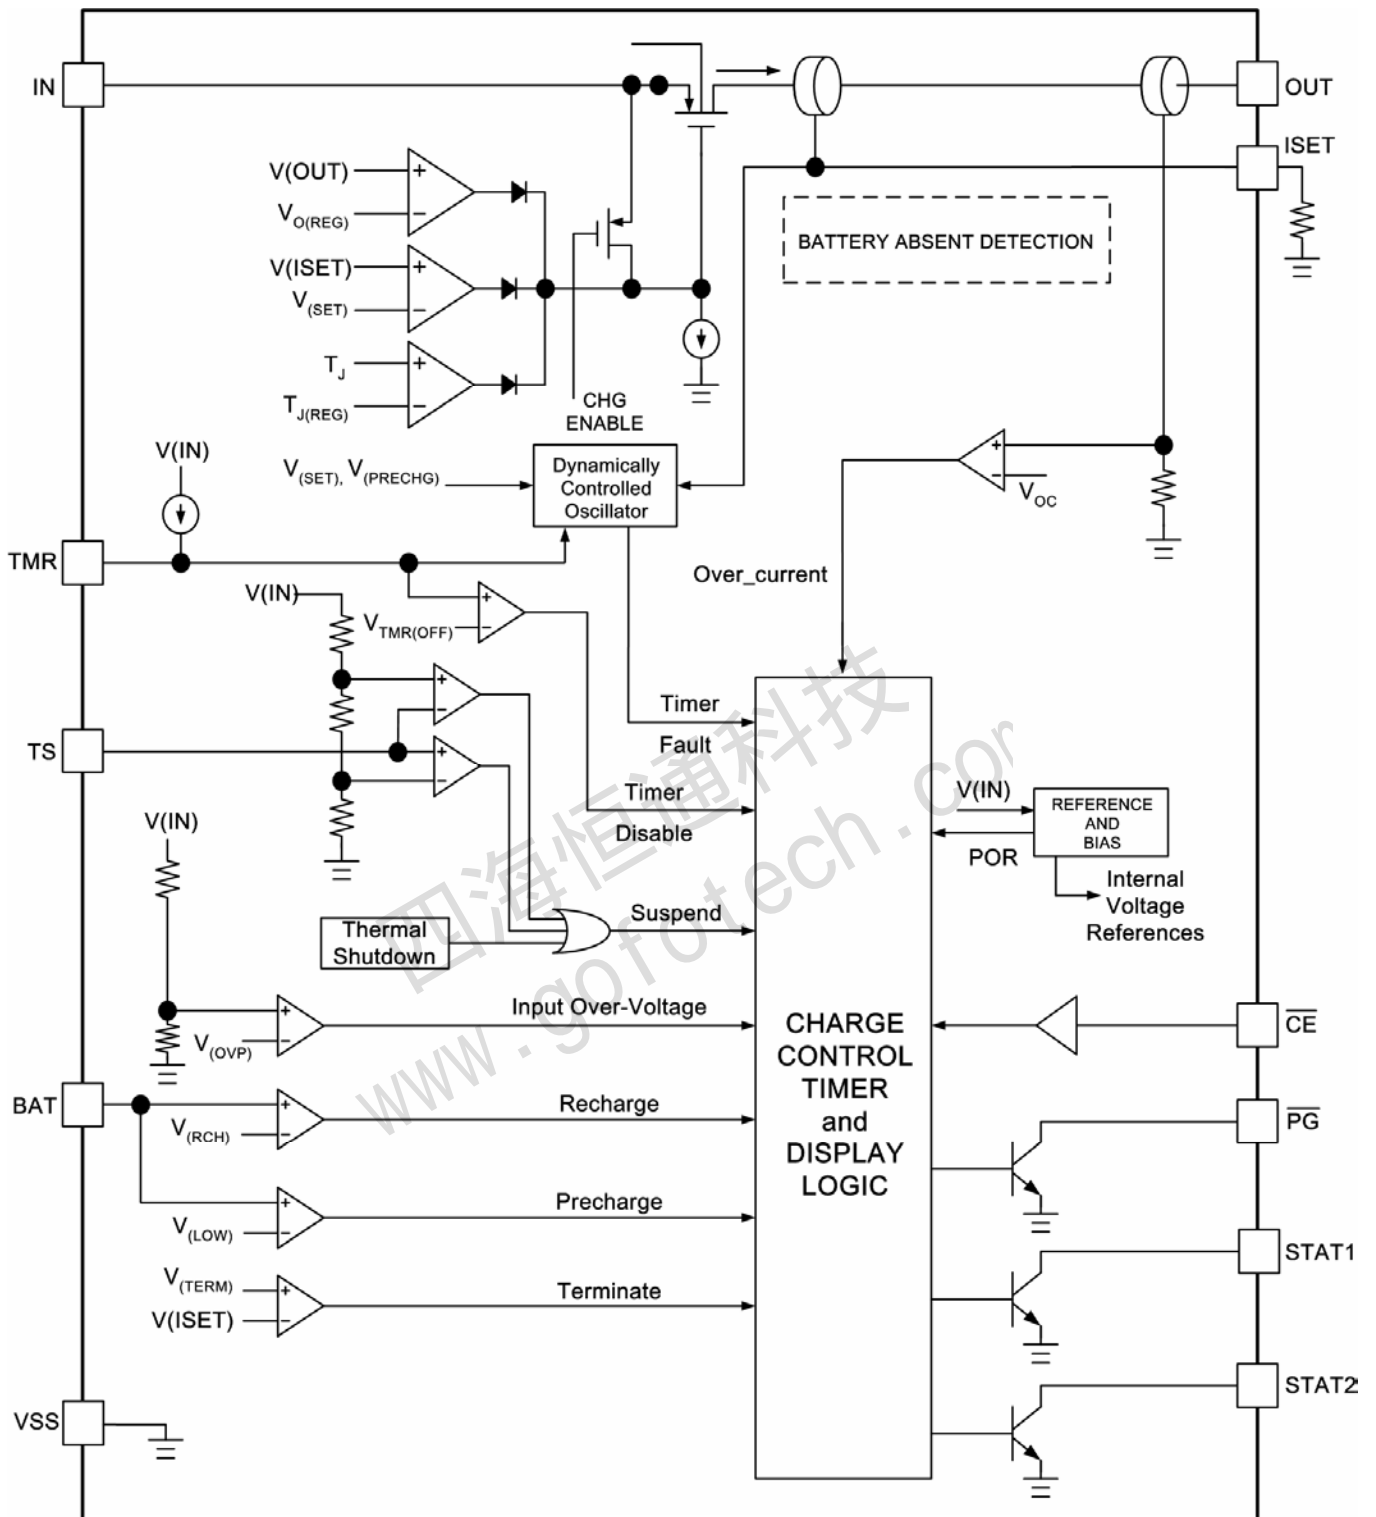 IN
OUT
ISET
V(OUT)
VO(REG)
BATTERY ABSENT DETECTION
V(ISET)
V(SET)
TJ
TJ(REG)
CHG
ENABLE
V(IN)
V(SET), V(PRECHG)
Dynamically
Controlled
Oscillator
VOC
TMR
Over_current
V(IN)
VTMR(OFF)
Timer
Fault
TS
Timer
Disable
V(IN)
V(IN)
REFERENCE
AND
BIAS
POR
Internal
Voltage
References
Suspend
Thermal
Shutdown
四海恒通科技
www.gofotech.com
Input Over-Voltage
V(OVP)
CHARGE
CONTROL
TIMER
and
DISPLAY
LOGIC
CE
BAT
Recharge
V(RCH)
PG
Precharge
V(LOW)
STAT1
V(TERM)
V(ISET)
Terminate
STAT2
VSS